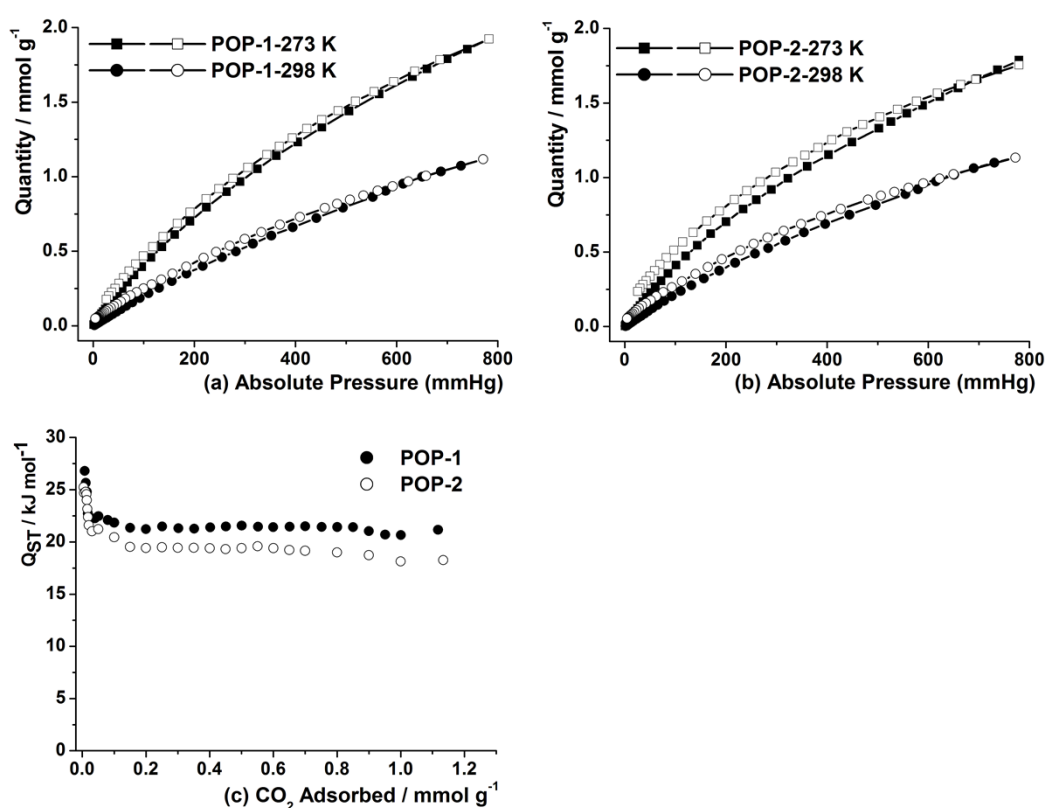 Quantity / mmol g-1
2.0
1.5
1.0
0.5
0.0
POP-1-273 K
POP-1-298 K
0 200 400 600 800
(a) Absolute Pressure (mmHg)
Quantity / mmol g-1
2.0
1.5
1.0
0.5
0.0
POP-2-273 K
POP-2-298 K
0 200 400 600 800
(b) Absolute Pressure (mmHg)
QST / kJ mol-1
30
25
20
15
10
5
0
POP-1
POP-2
0.0 0.2 0.4 0.6 0.8 1.0 1.2
(c) CO2 Adsorbed / mmol g-1